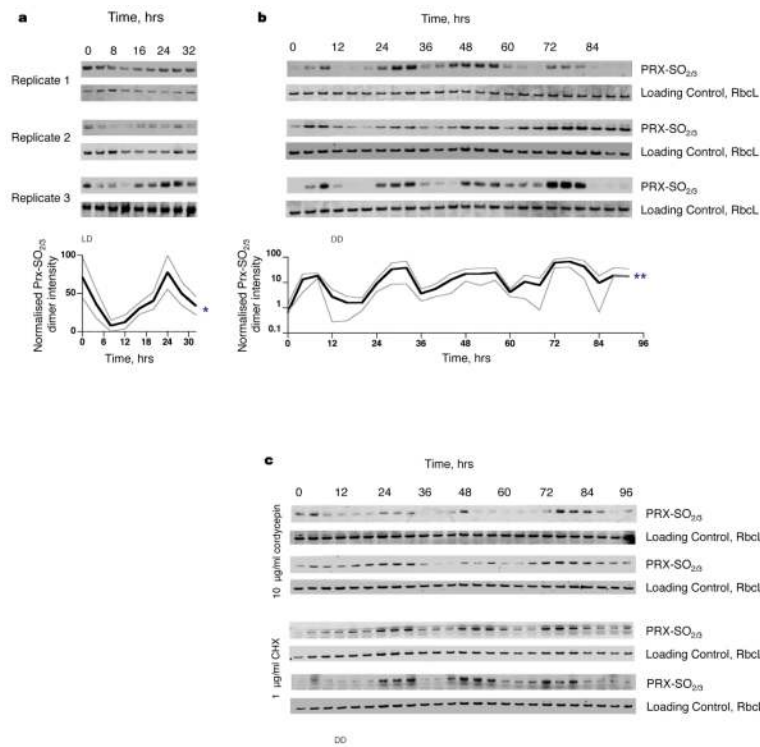 a
Time, hrs
0 8 16 24 32
Replicate 1
Replicate 2
Replicate 3
b
Time, hrs
0 12 24 36 48 60 72 84
PRX-SO2/3
Loading Control, RbcL
PRX-SO2/3
Loading Control, RbcL
PRX-SO2/3
Loading Control, RbcL
LD
Normalised Prx-SO2/3
dimer intensity
100
50
0
0 6 12 18 24 30
*
Time, hrs
DD
Normalised Prx-SO2/3
dimer intensity
100
10
1
0.1
0 12 24 36 48 60 72 84 96
**
Time, hrs
c
Time, hrs
0 12 24 36 48 60 72 84 96
10 µg/ml cordycepin
PRX-SO2/3
Loading Control, RbcL
PRX-SO2/3
Loading Control, RbcL
1 µg/ml CHX
PRX-SO2/3
Loading Control, RbcL
PRX-SO2/3
Loading Control, RbcL
DD